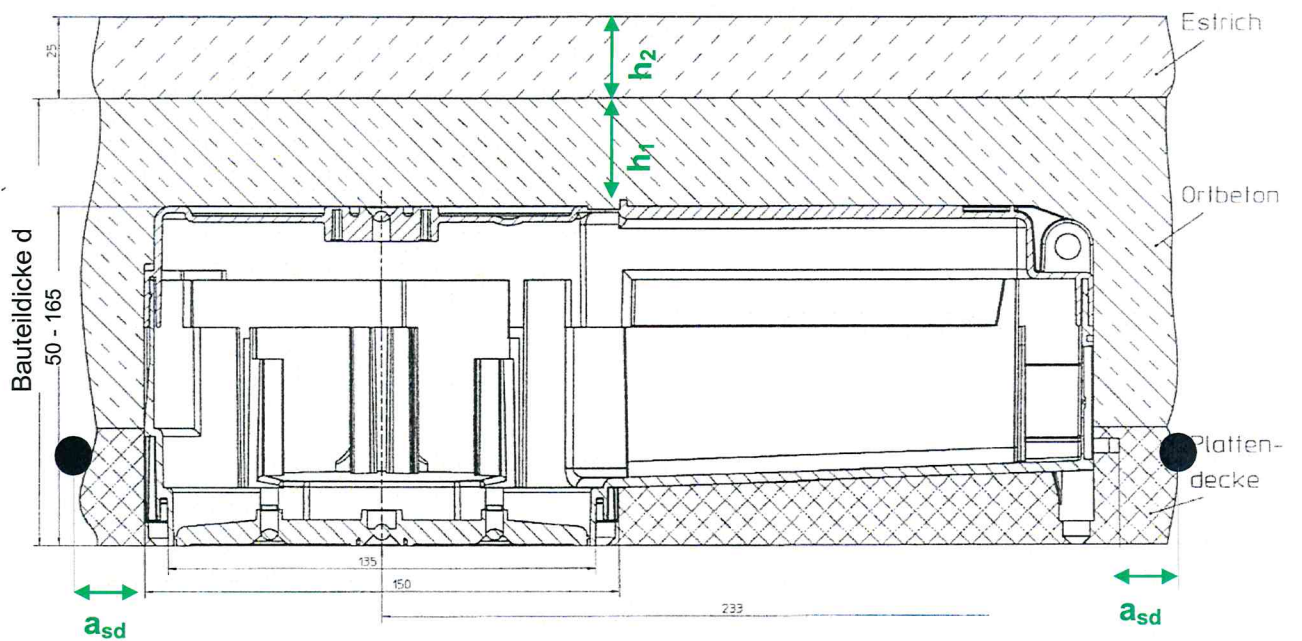 Estrich
25
h₂
h₁
Ortbeton
Bauteildicke d
50 - 165
Platten-
decke
135
150
233
aₛd
aₛd